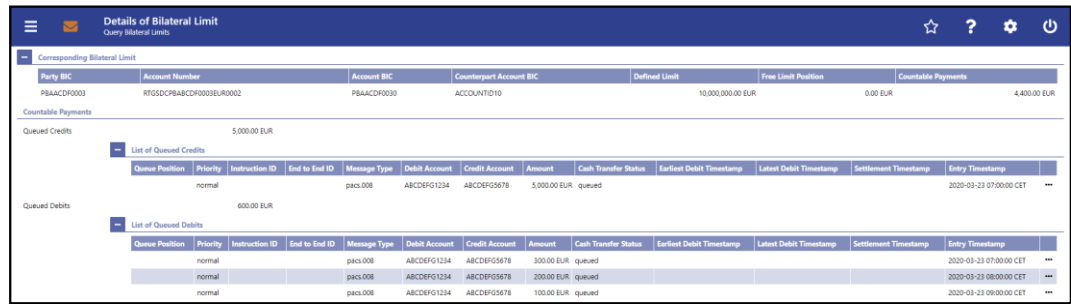 Details of Bilateral Limit
Query Bilateral Limits
Corresponding Bilateral Limit
Party BIC Account Number Account BIC Counterpart Account BIC Defined Limit Free Limit Position Countable Payments
PBAACDF0003 RTGSDCPBABCDF0003EUR0002 PBAACDF0030 ACCOUNTID10 10,000,000.00 EUR 0.00 EUR 4,400.00 EUR
Countable Payments
Queued Credits 5,000.00 EUR
List of Queued Credits
Queue Position Priority Instruction ID End to End ID Message Type Debit Account Credit Account Amount Cash Transfer Status Earliest Debit Timestamp Latest Debit Timestamp Settlement Timestamp Entry Timestamp
normal pacs.008 ABCDEFG1234 ABCDEFG5678 5,000.00 EUR queued 2020-03-23 07:00:00 CET
Queued Debits 600.00 EUR
List of Queued Debits
Queue Position Priority Instruction ID End to End ID Message Type Debit Account Credit Account Amount Cash Transfer Status Earliest Debit Timestamp Latest Debit Timestamp Settlement Timestamp Entry Timestamp
normal pacs.008 ABCDEFG1234 ABCDEFG5678 300.00 EUR queued 2020-03-23 07:00:00 CET
normal pacs.008 ABCDEFG1234 ABCDEFG5678 200.00 EUR queued 2020-03-23 08:00:00 CET
normal pacs.008 ABCDEFG1234 ABCDEFG5678 100.00 EUR queued 2020-03-23 09:00:00 CET